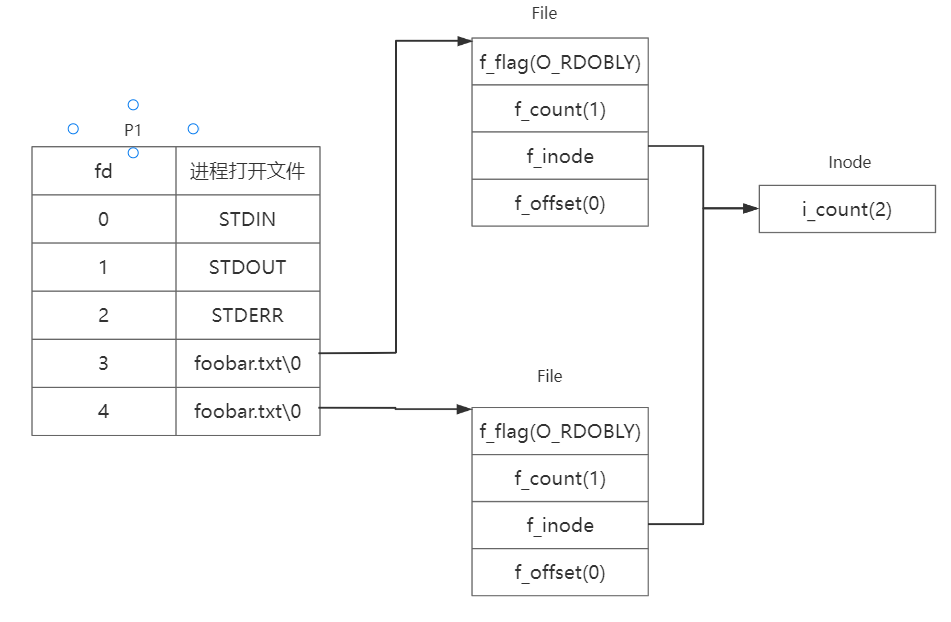 File
f_flag(O_RDOBLY)
f_count(1)
f_inode
f_offset(0)
P1
fd 进程打开文件
0 STDIN
1 STDOUT
2 STDERR
3 foobar.txt\0
4 foobar.txt\0
Inode
i_count(2)
File
f_flag(O_RDOBLY)
f_count(1)
f_inode
f_offset(0)